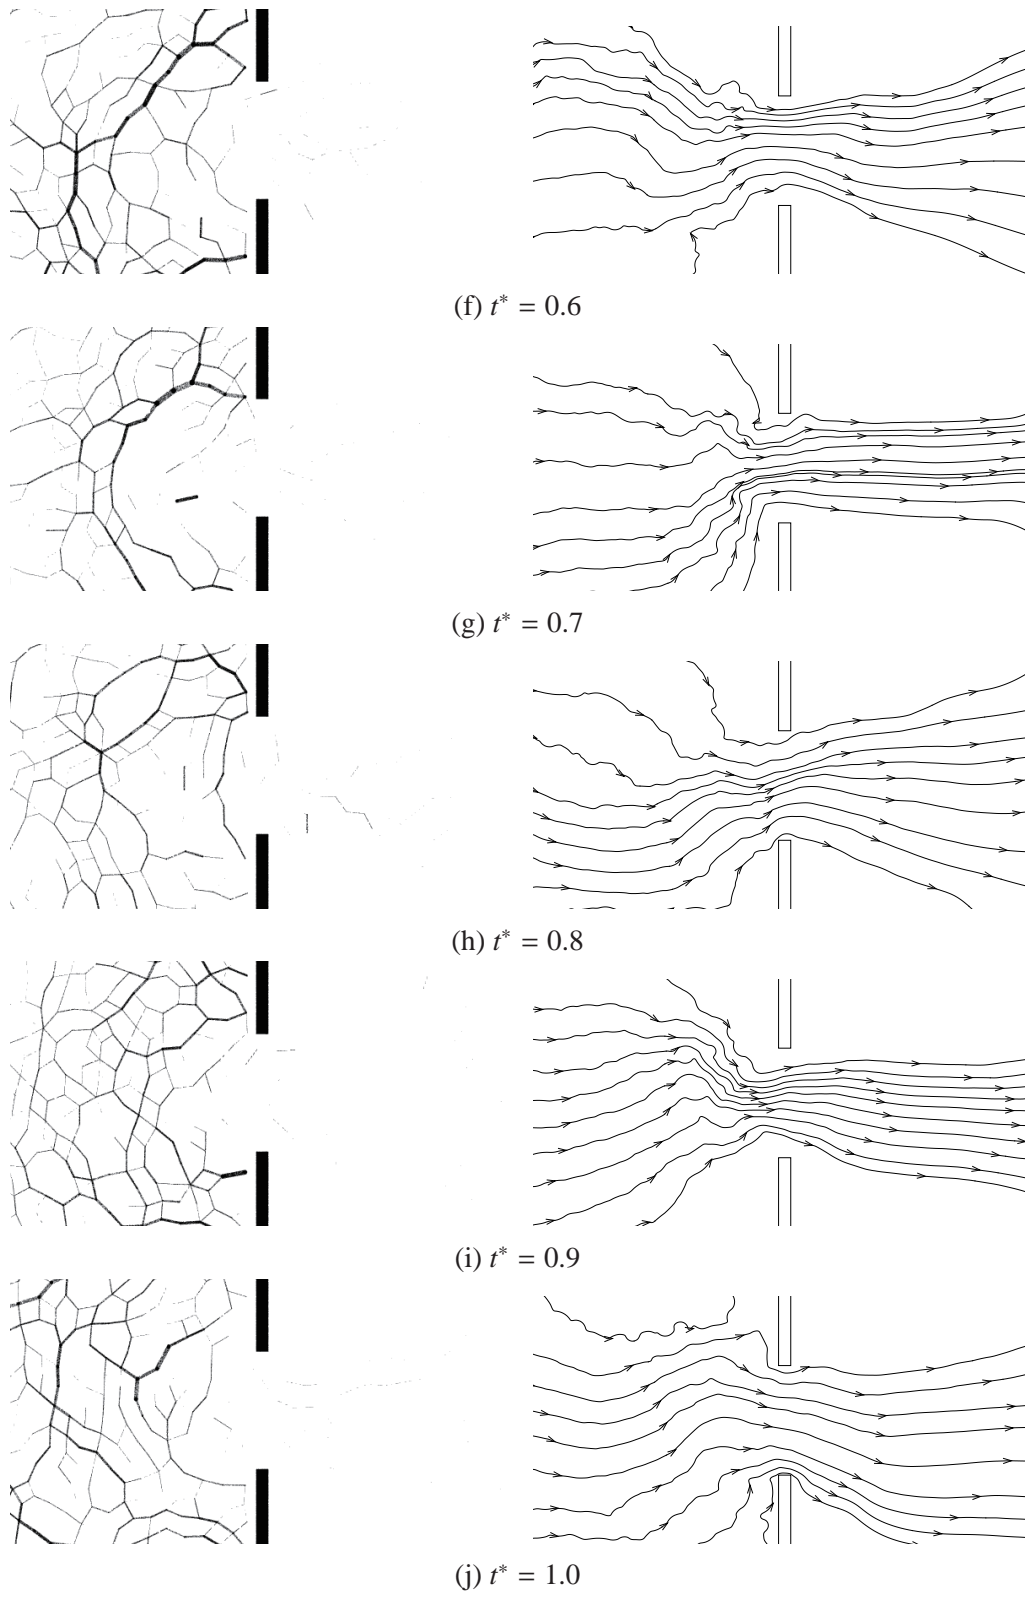 (f) t* = 0.6
(g) t* = 0.7
(h) t* = 0.8
(i) t* = 0.9
(j) t* = 1.0